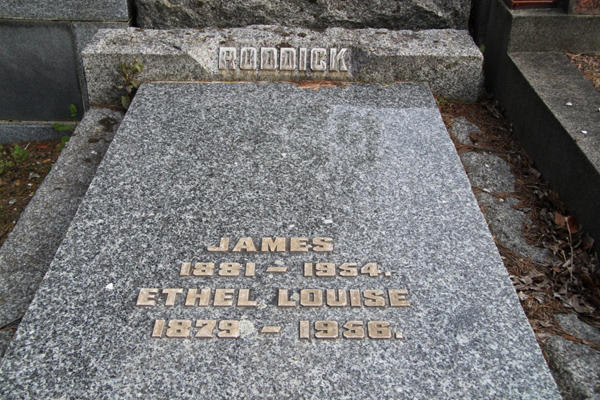 RODDICK
JAMES
1881 – 1954.
ETHEL LOUISE
1879 – 1956.